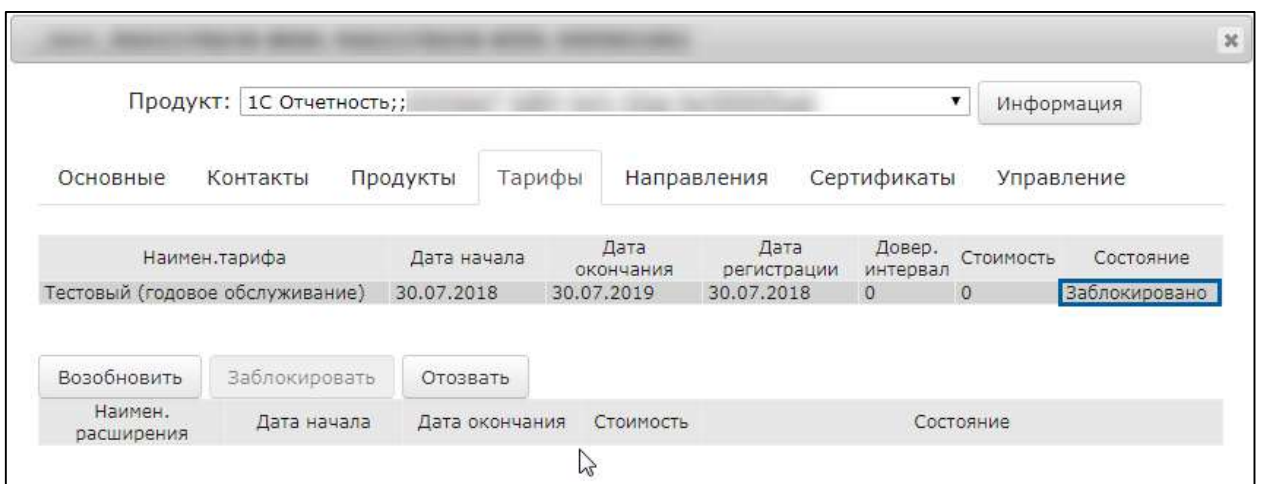 Продукт: 1С Отчетность;; Информация
Основные Контакты Продукты Тарифы Направления Сертификаты Управление
Наимен.тарифа Дата начала Дата окончания Дата регистрации Довер. интервал Стоимость Состояние
Тестовый (годовое обслуживание) 30.07.2018 30.07.2019 30.07.2018 0 0 Заблокировано
Возобновить Заблокировать Отозвать
Наимен. расширения Дата начала Дата окончания Стоимость Состояние